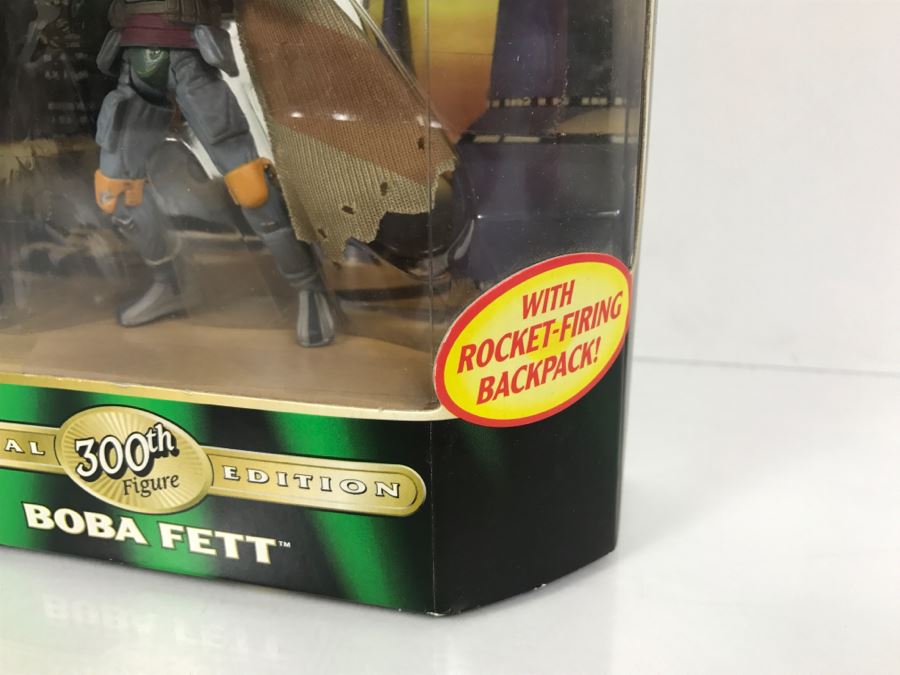 WITH
ROCKET-FIRING
BACKPACK!
AL 300th EDITION
Figure
BOBA FETT™